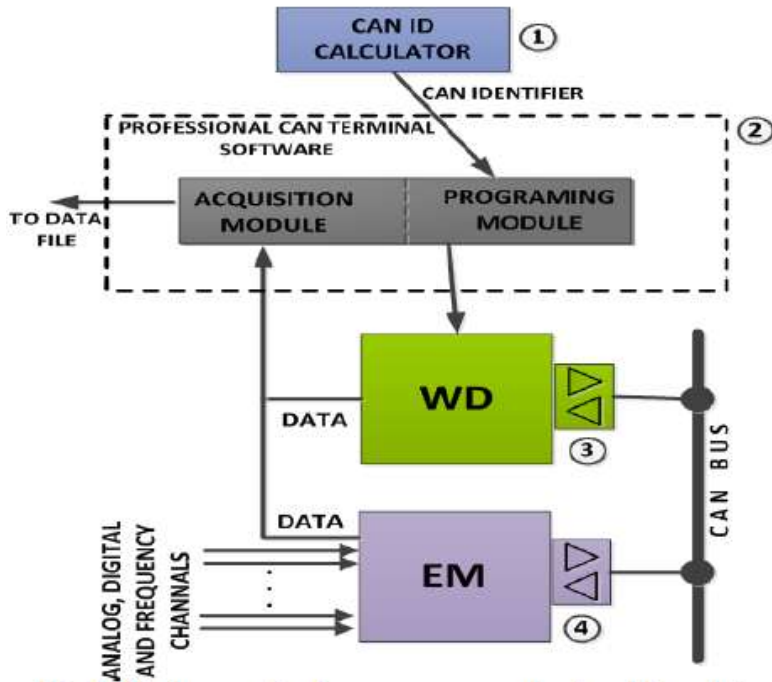 CAN ID
CALCULATOR
1
CAN IDENTIFIER
2
PROFESSIONAL CAN TERMINAL
SOFTWARE
ACQUISITION
MODULE
PROGRAMING
MODULE
TO DATA
FILE
WD
DATA
3
CAN BUS
DATA
EM
4
ANALOG, DIGITAL
AND FREQUENCY
CHANNELS